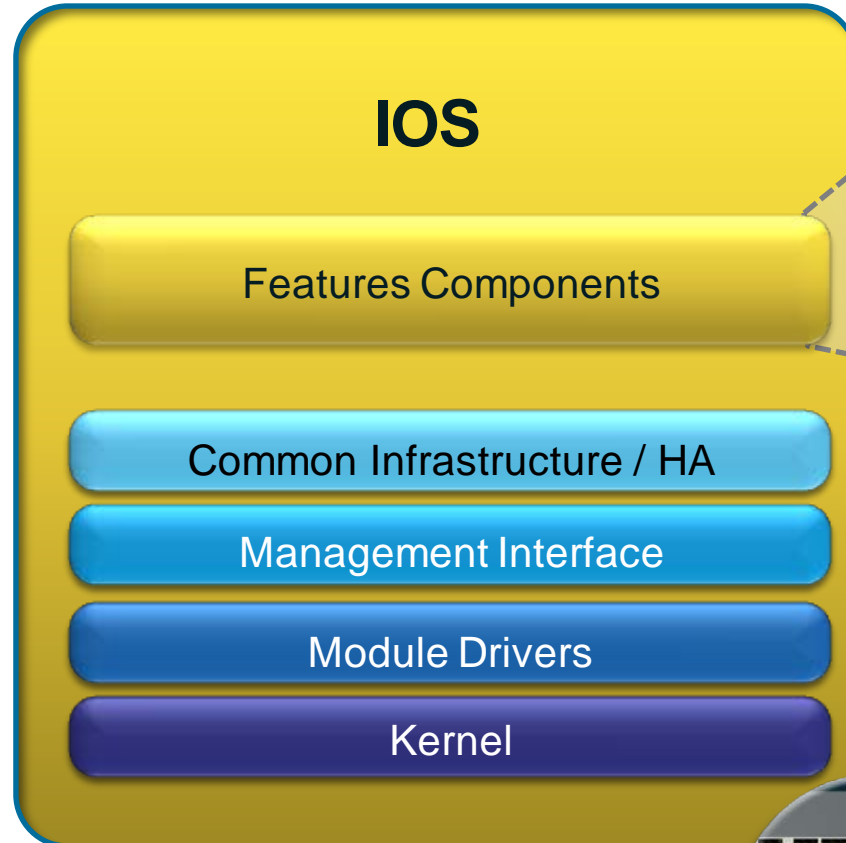 IOS
Features Components
Common Infrastructure / HA
Management Interface
Module Drivers
Kernel